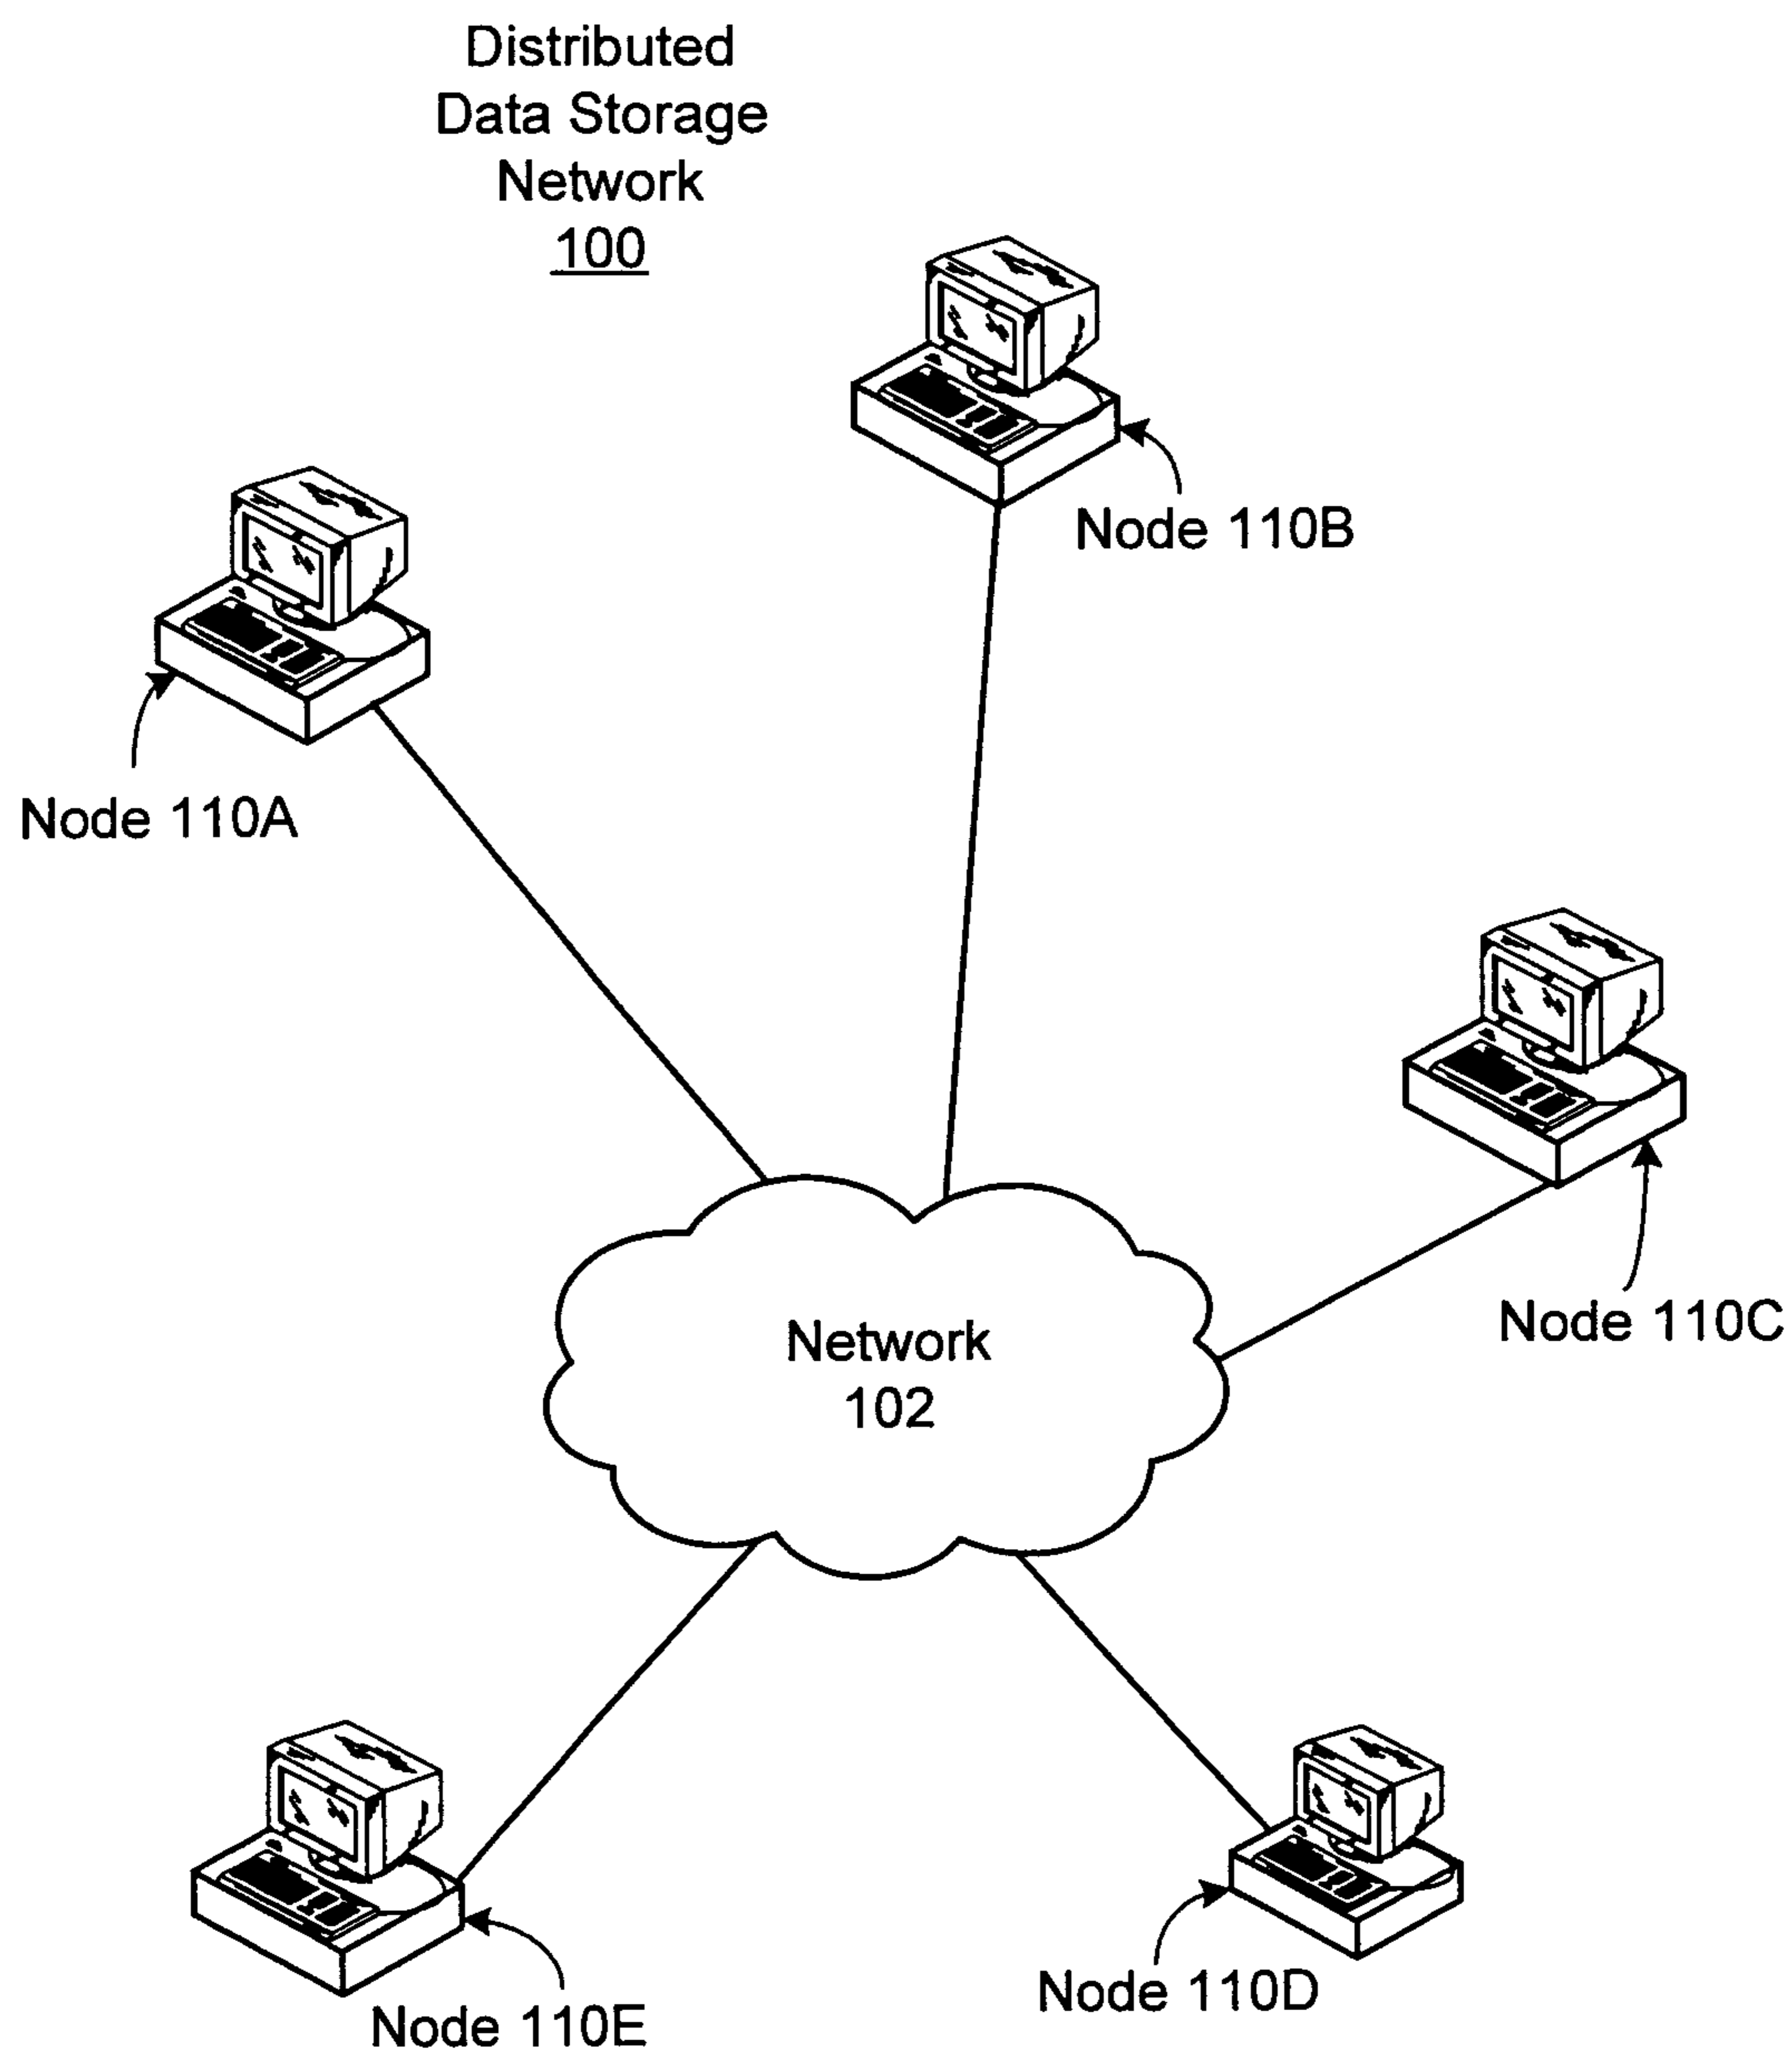 Distributed
Data Storage
Network
100
Node 110B
Node 110A
Node 110C
Network
102
Node 110D
Node 110E